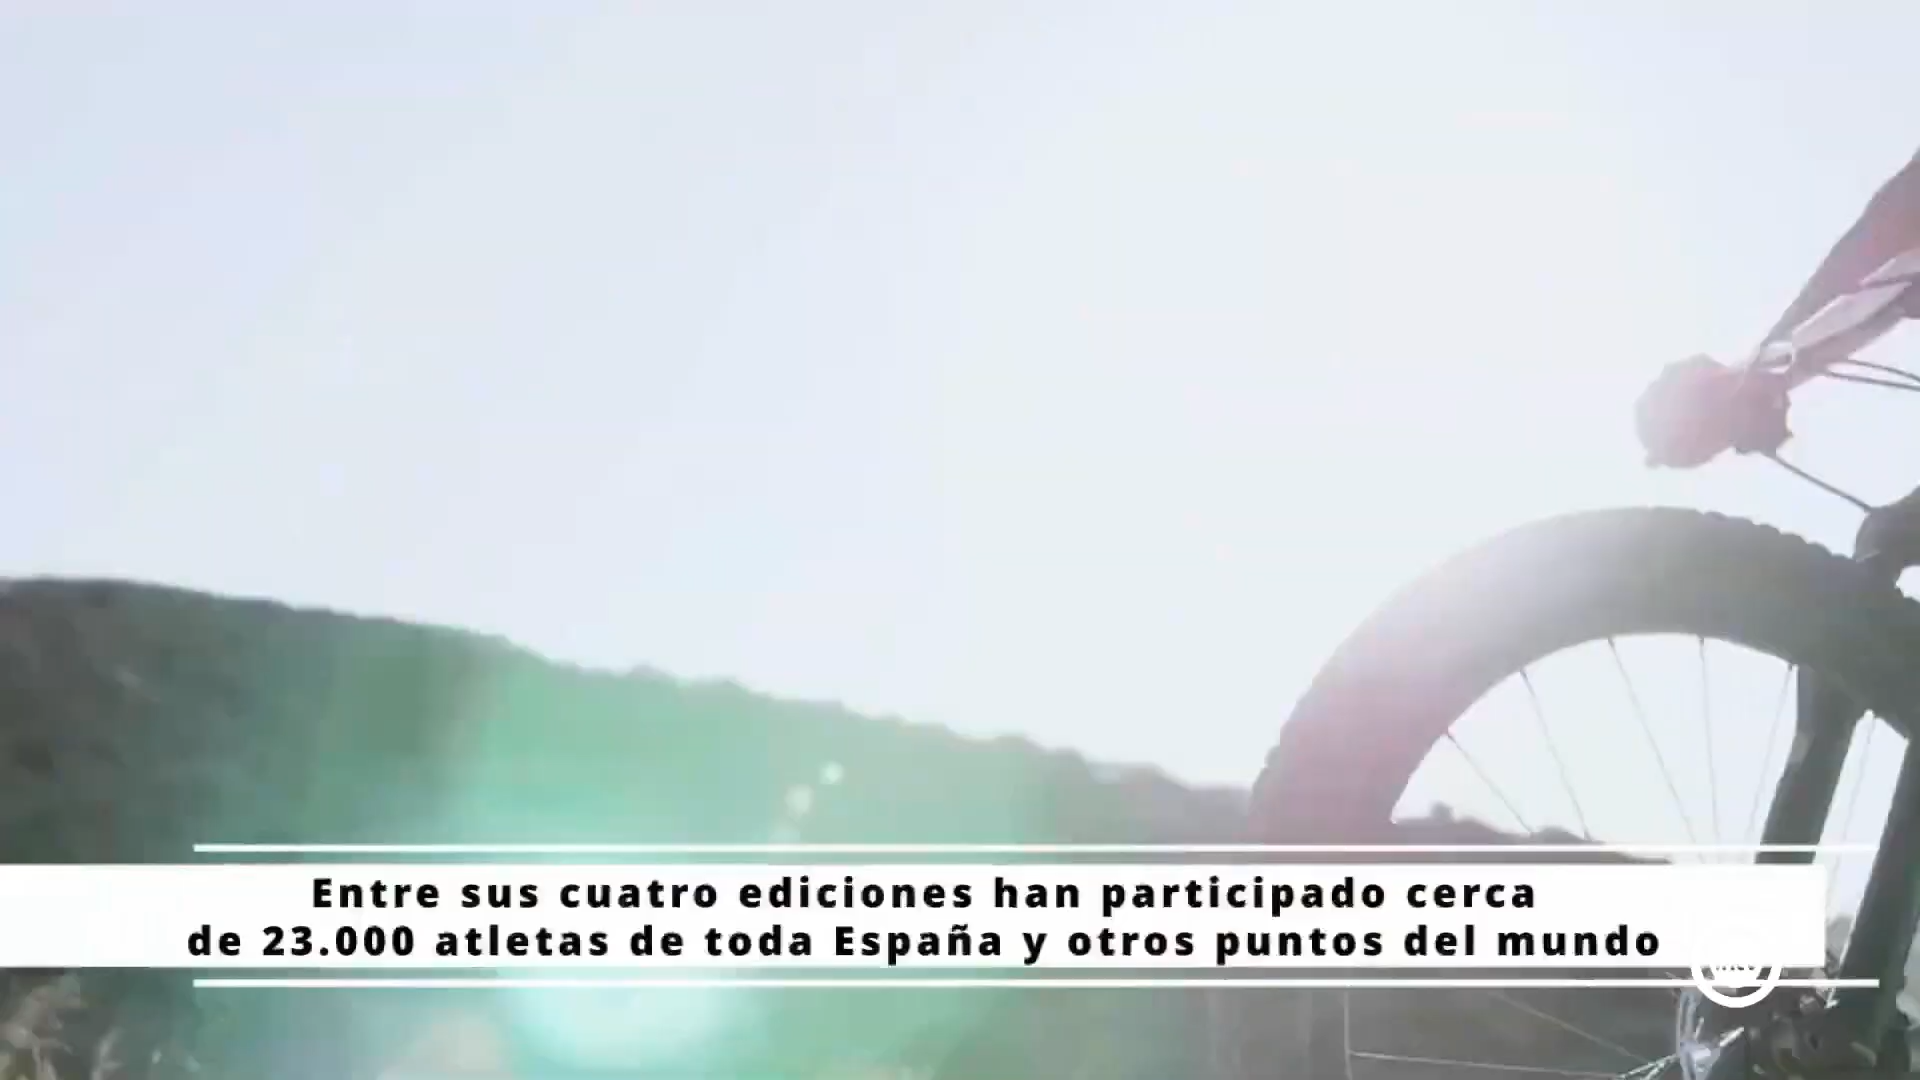 Entre sus cuatro ediciones han participado cerca
de 23.000 atletas de toda España y otros puntos del mundo